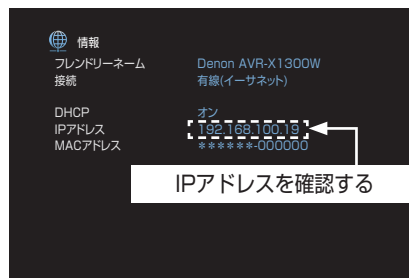 情報
フレンドリーネーム Denon AVR-X1300W
接続 有線(イーサネット)
DHCP オン
IPアドレス 192.168.100.19
MACアドレス ******-000000
IPアドレスを確認する